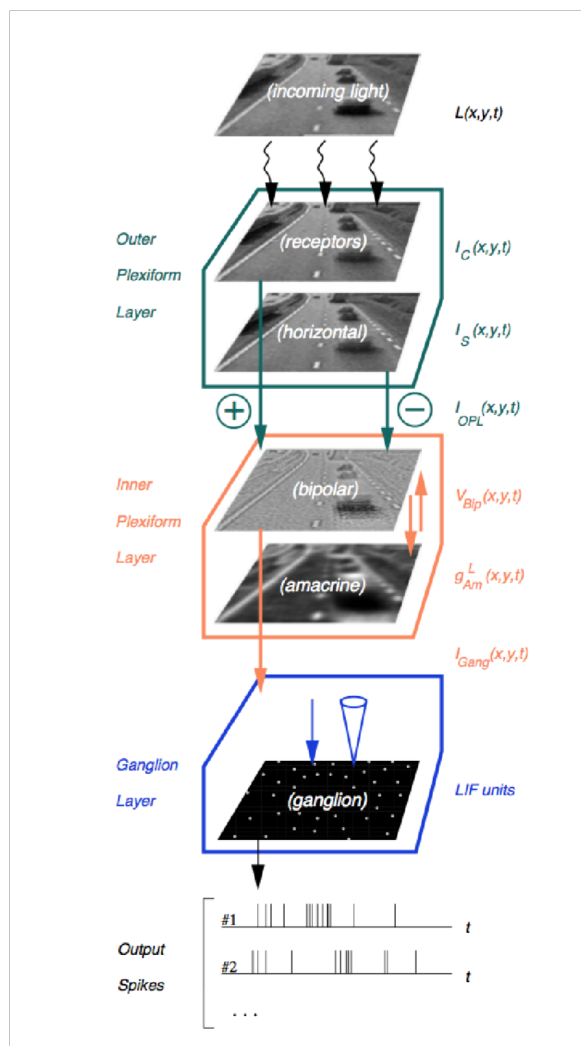 (incoming light)
L(x,y,t)
Outer
Plexiform
Layer
(receptors)
I_C(x,y,t)
(horizontal)
I_S(x,y,t)
+
−
I_OPL(x,y,t)
Inner
Plexiform
Layer
(bipolar)
V_Bip(x,y,t)
(amacrine)
g_Am^L(x,y,t)
I_Gang(x,y,t)
Ganglion
Layer
(ganglion)
LIF units
Output
Spikes
#1
t
#2
t
. . .